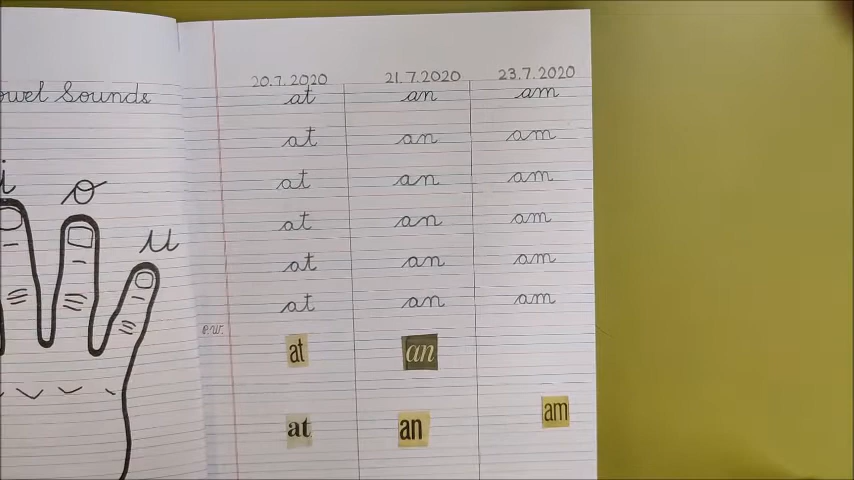 owel Sounds
i
o
u
20.7.2020 21.7.2020 23.7.2020
at an am
at an am
at an am
at an am
at an am
at an am
P.W.
at an
am
at an